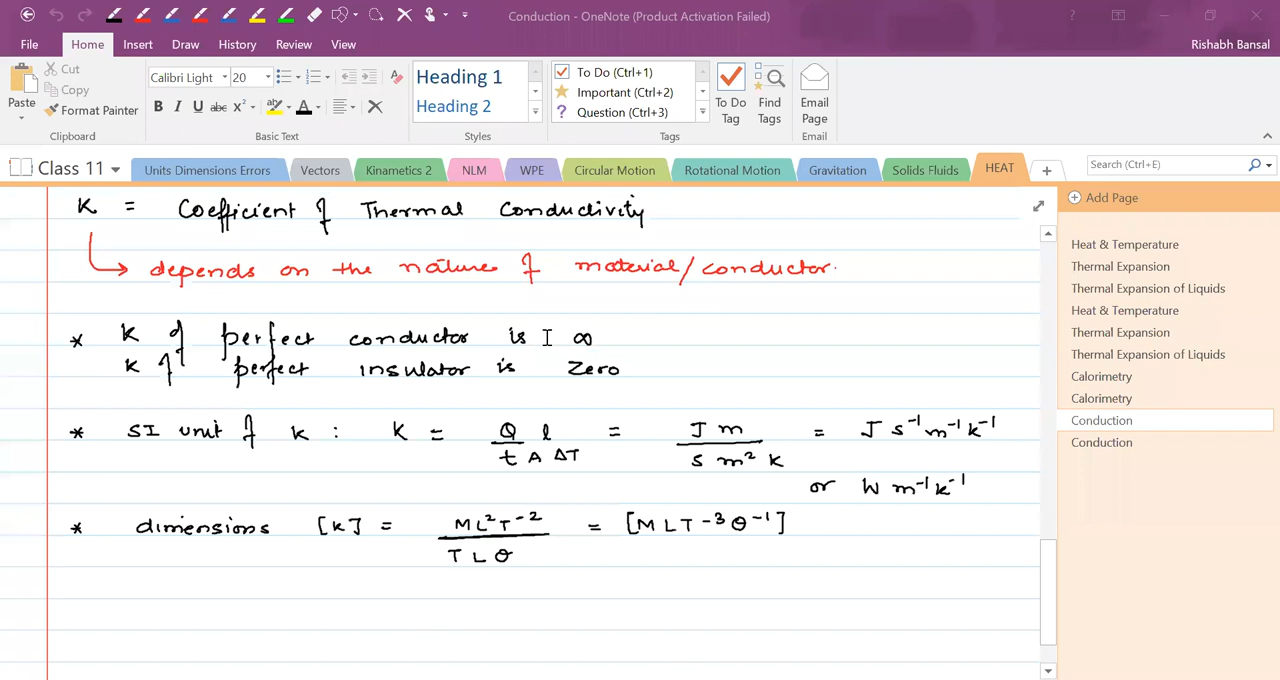 Conduction - OneNote (Product Activation Failed)
File Home Insert Draw History Review View Rishabh Bansal
Paste Cut Copy Format Painter Clipboard
Calibri Light 20 B I U abc x² A Basic Text
Heading 1 Heading 2 Styles
To Do (Ctrl+1) Important (Ctrl+2) Question (Ctrl+3) Tags
To Do Tag Find Tags Email Page Email
Class 11 Units Dimensions Errors Vectors Kinametics 2 NLM WPE Circular Motion Rotational Motion Gravitation Solids Fluids HEAT Search (Ctrl+E)
K = Coefficient of Thermal Conductivity
depends on the nature of material/conductor.
* K of perfect conductor is ∞
K of perfect insulator is Zero
* SI unit of K : K = Q l / t A ΔT = J m / s m² K = J s⁻¹ m⁻¹ k⁻¹
or W m⁻¹ k⁻¹
* dimensions [K] = ML²T⁻² / T L θ = [M L T⁻³ θ⁻¹]
Add Page
Heat & Temperature
Thermal Expansion
Thermal Expansion of Liquids
Heat & Temperature
Thermal Expansion
Thermal Expansion of Liquids
Calorimetry
Calorimetry
Conduction
Conduction